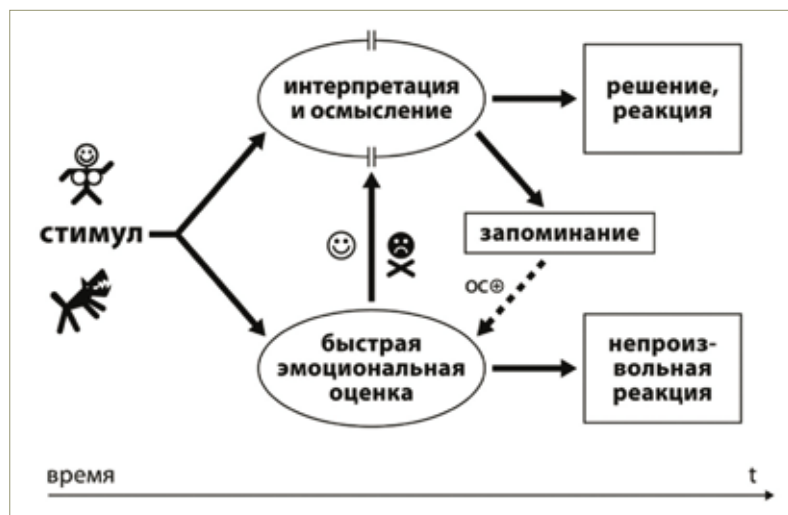 интерпретация
и осмысление
решение,
реакция
стимул
запоминание
ос⊕
быстрая
эмоциональная
оценка
непроиз-
вольная
реакция
время
t